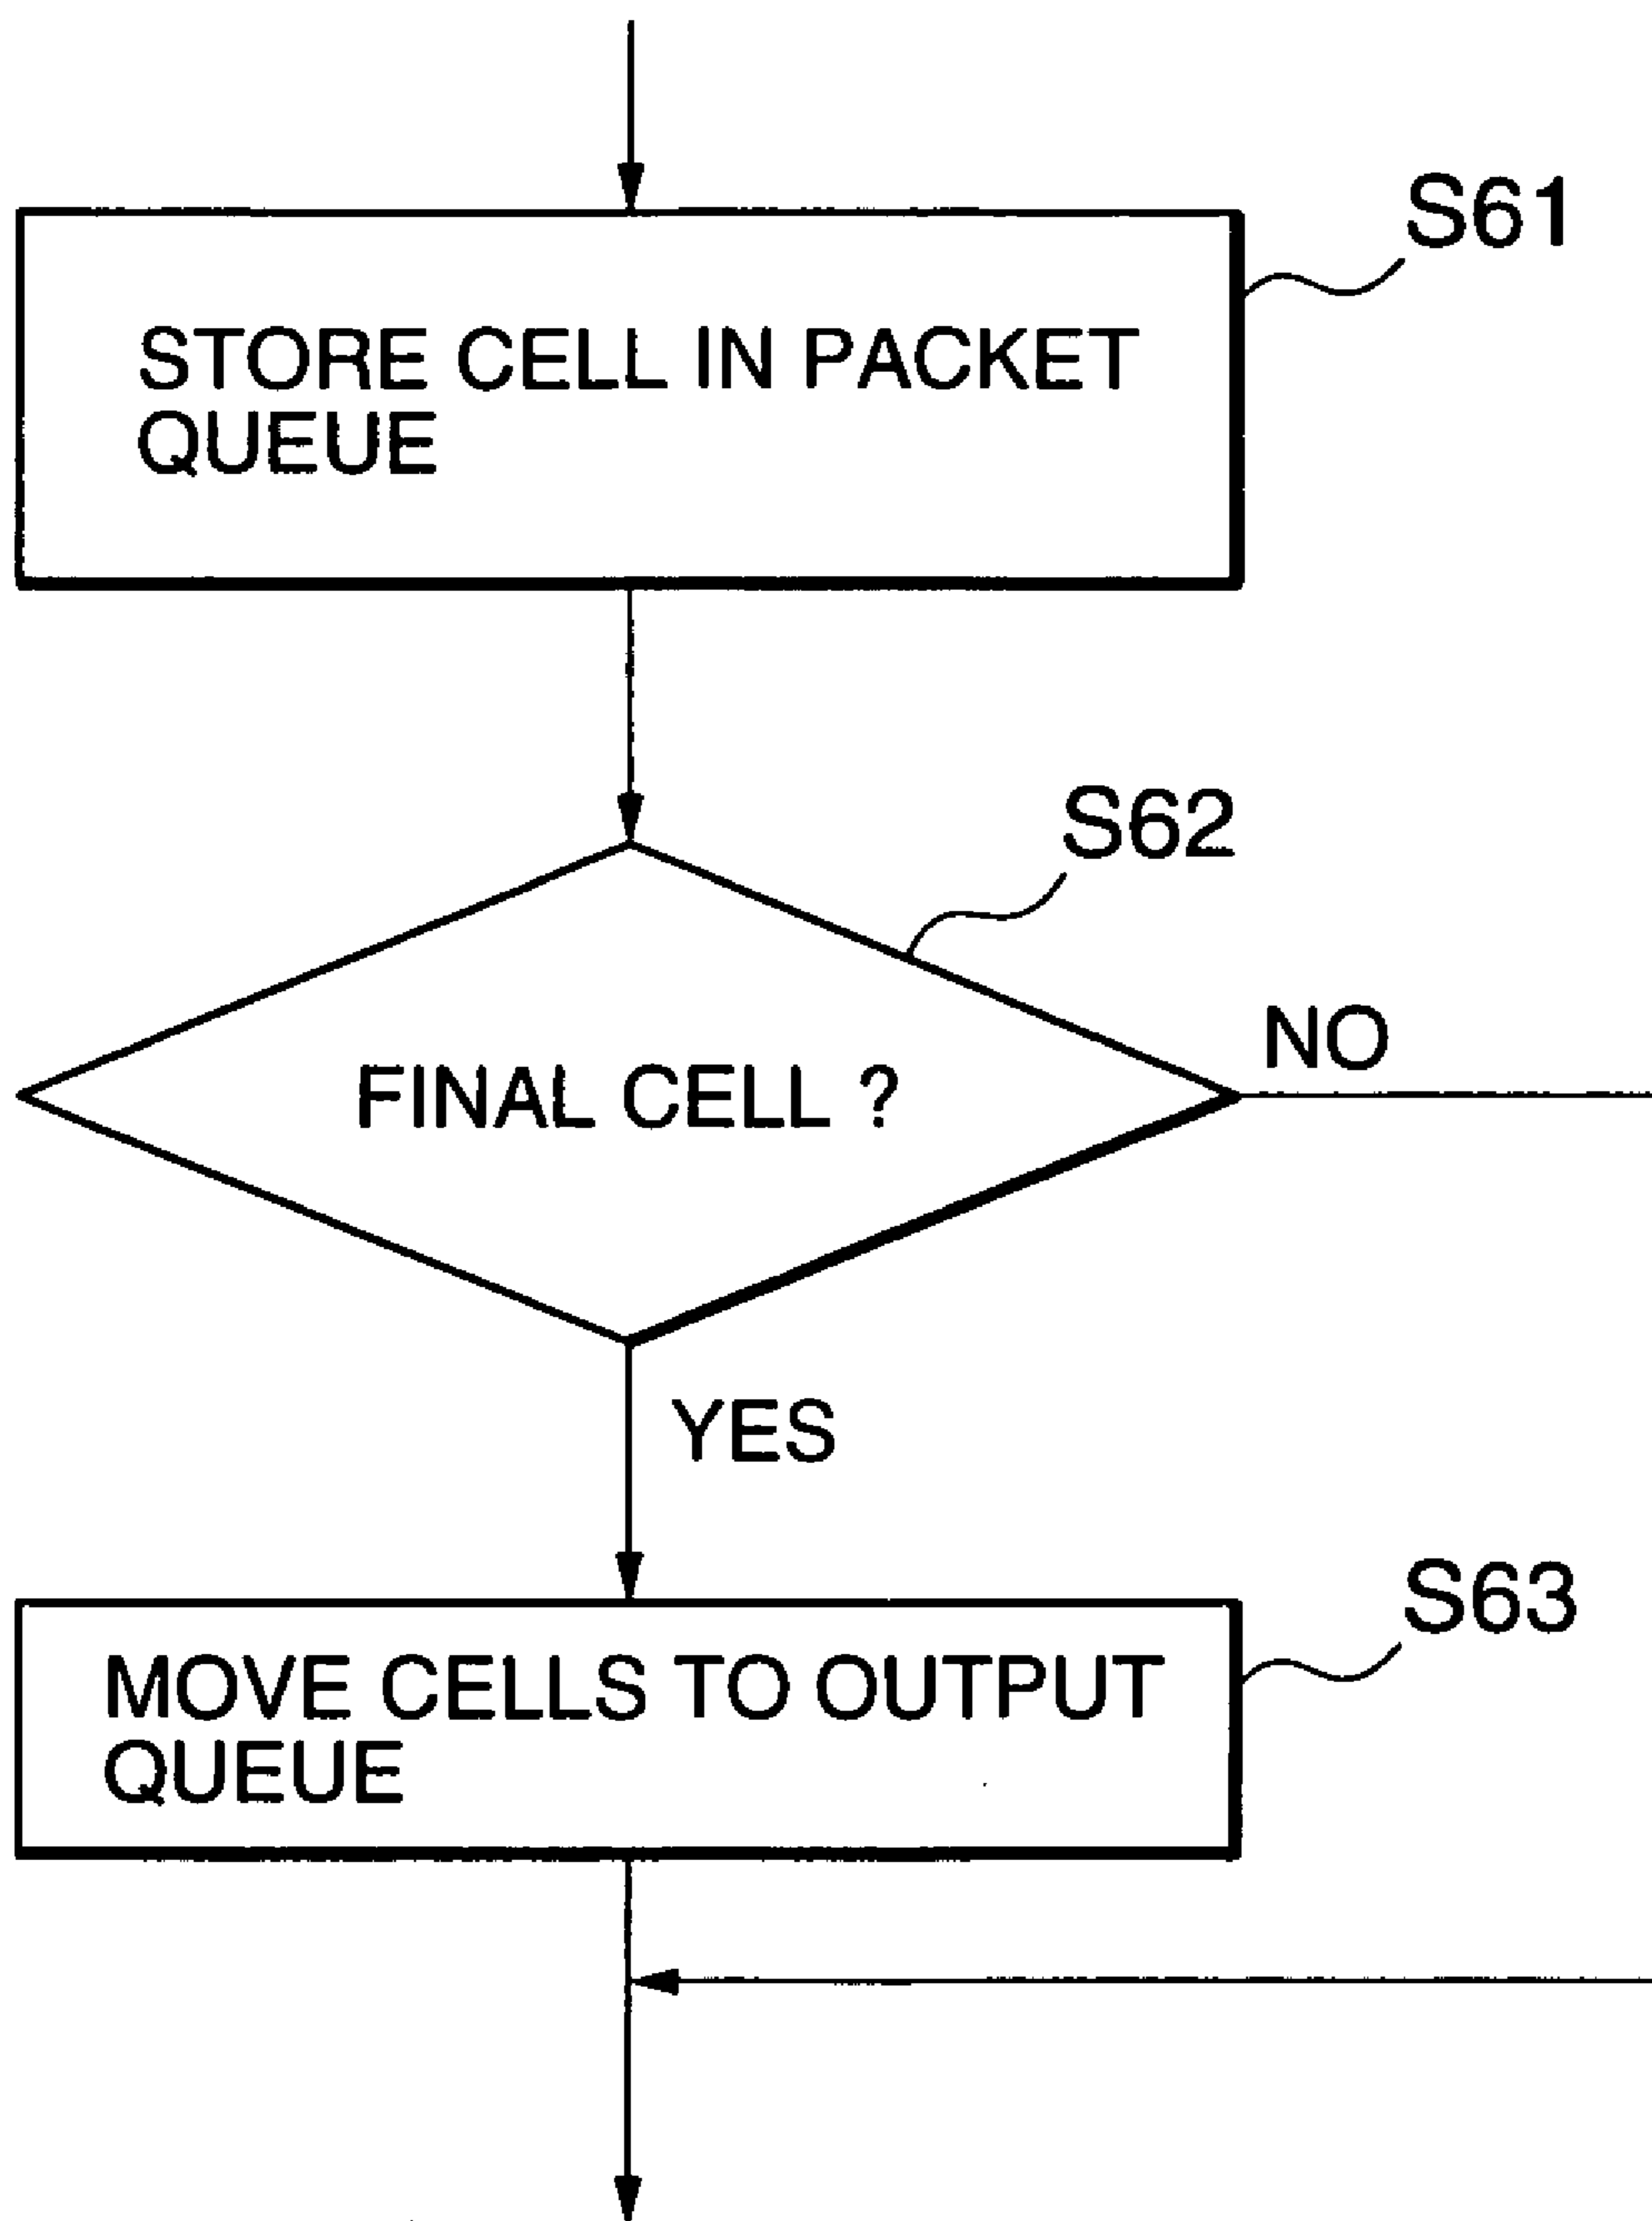 S61
STORE CELL IN PACKET
QUEUE
S62
NO
FINAL CELL ?
YES
S63
MOVE CELLS TO OUTPUT
QUEUE